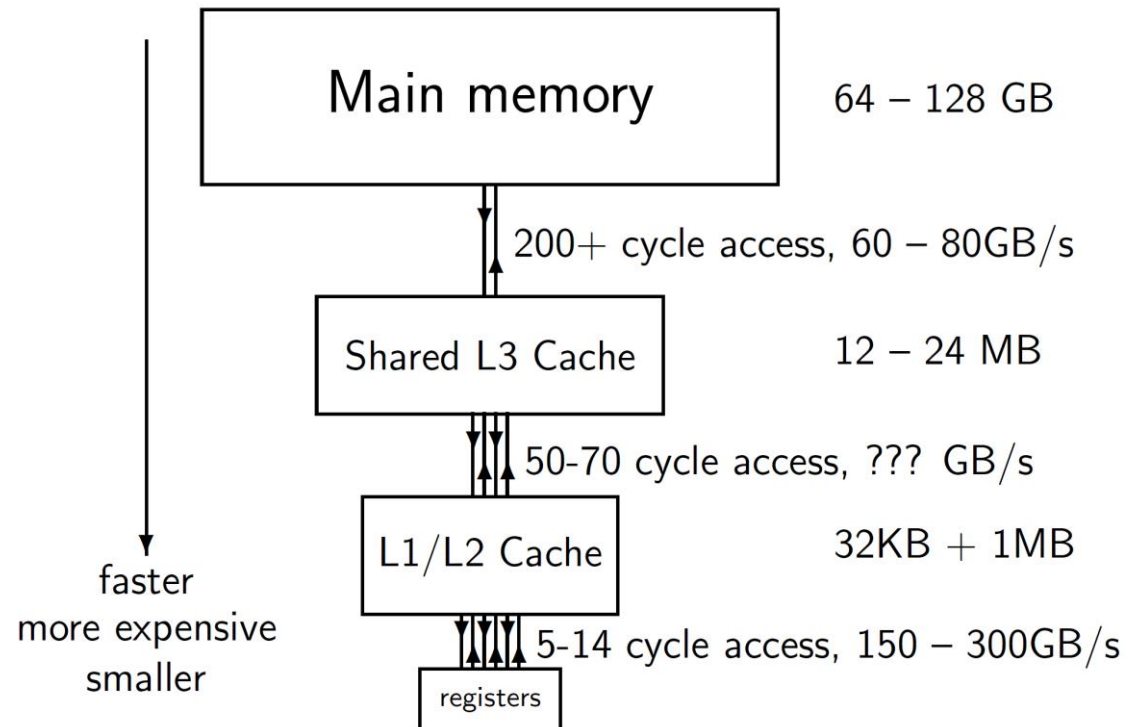 Main memory
64 – 128 GB
200+ cycle access, 60 – 80GB/s
Shared L3 Cache
12 – 24 MB
50-70 cycle access, ??? GB/s
L1/L2 Cache
32KB + 1MB
faster
more expensive
smaller
5-14 cycle access, 150 – 300GB/s
registers